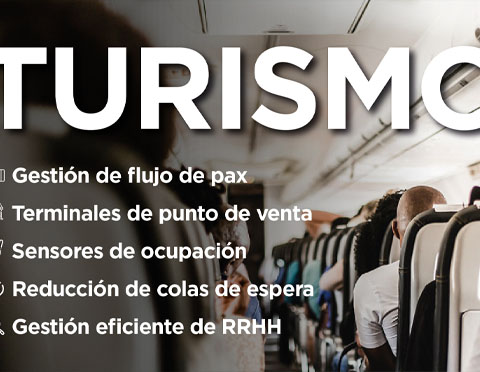 TURISMO
Gestión de flujo de pax
Terminales de punto de venta
Sensores de ocupación
Reducción de colas de espera
Gestión eficiente de RRHH